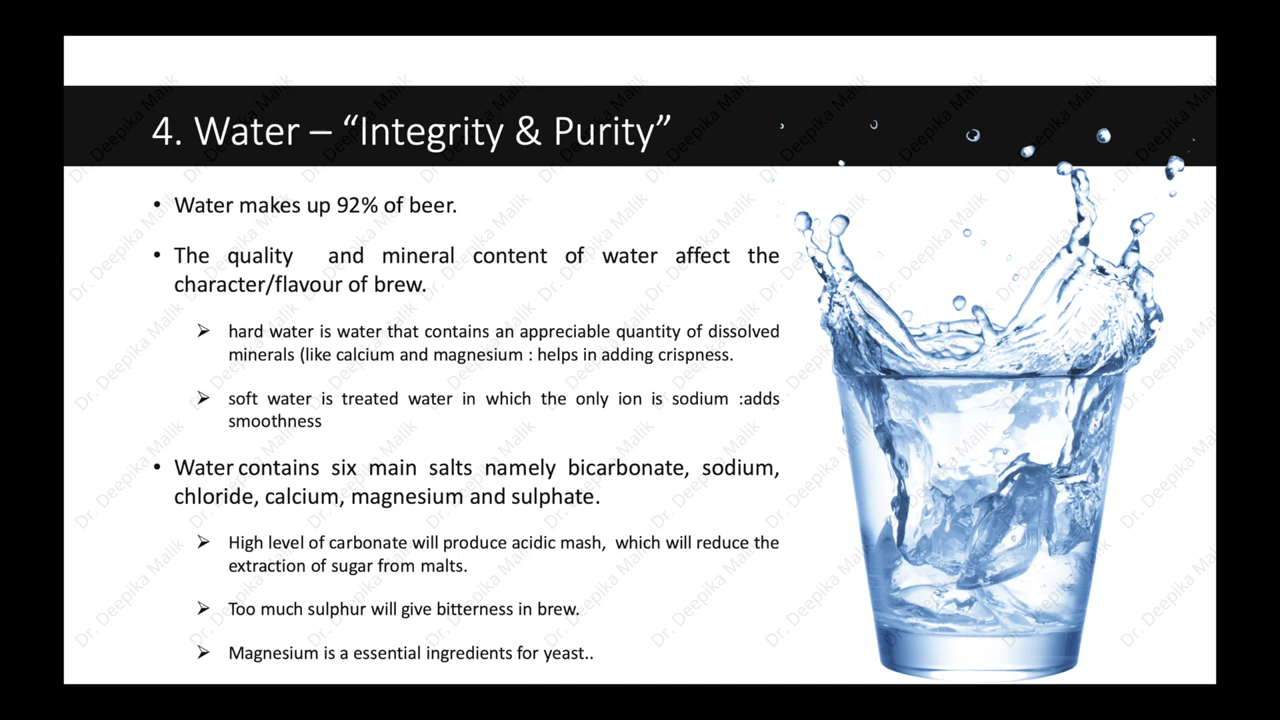 4. Water – “Integrity & Purity”
• Water makes up 92% of beer.
• The quality and mineral content of water affect the
character/flavour of brew.
➢ hard water is water that contains an appreciable quantity of dissolved
minerals (like calcium and magnesium : helps in adding crispness.
➢ soft water is treated water in which the only ion is sodium :adds
smoothness
• Water contains six main salts namely bicarbonate, sodium,
chloride, calcium, magnesium and sulphate.
➢ High level of carbonate will produce acidic mash, which will reduce the
extraction of sugar from malts.
➢ Too much sulphur will give bitterness in brew.
➢ Magnesium is a essential ingredients for yeast..
Dr. Deepika Malik